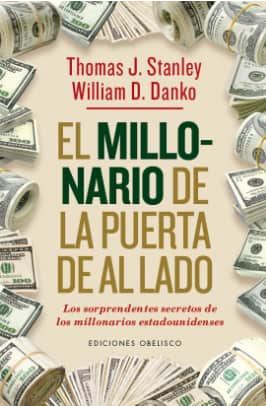 Thomas J. Stanley
William D. Danko
EL MILLO-
NARIO DE
LA PUERTA
DE AL LADO
Los sorprendentes secretos de
los millonarios estadounidenses
EDICIONES OBELISCO